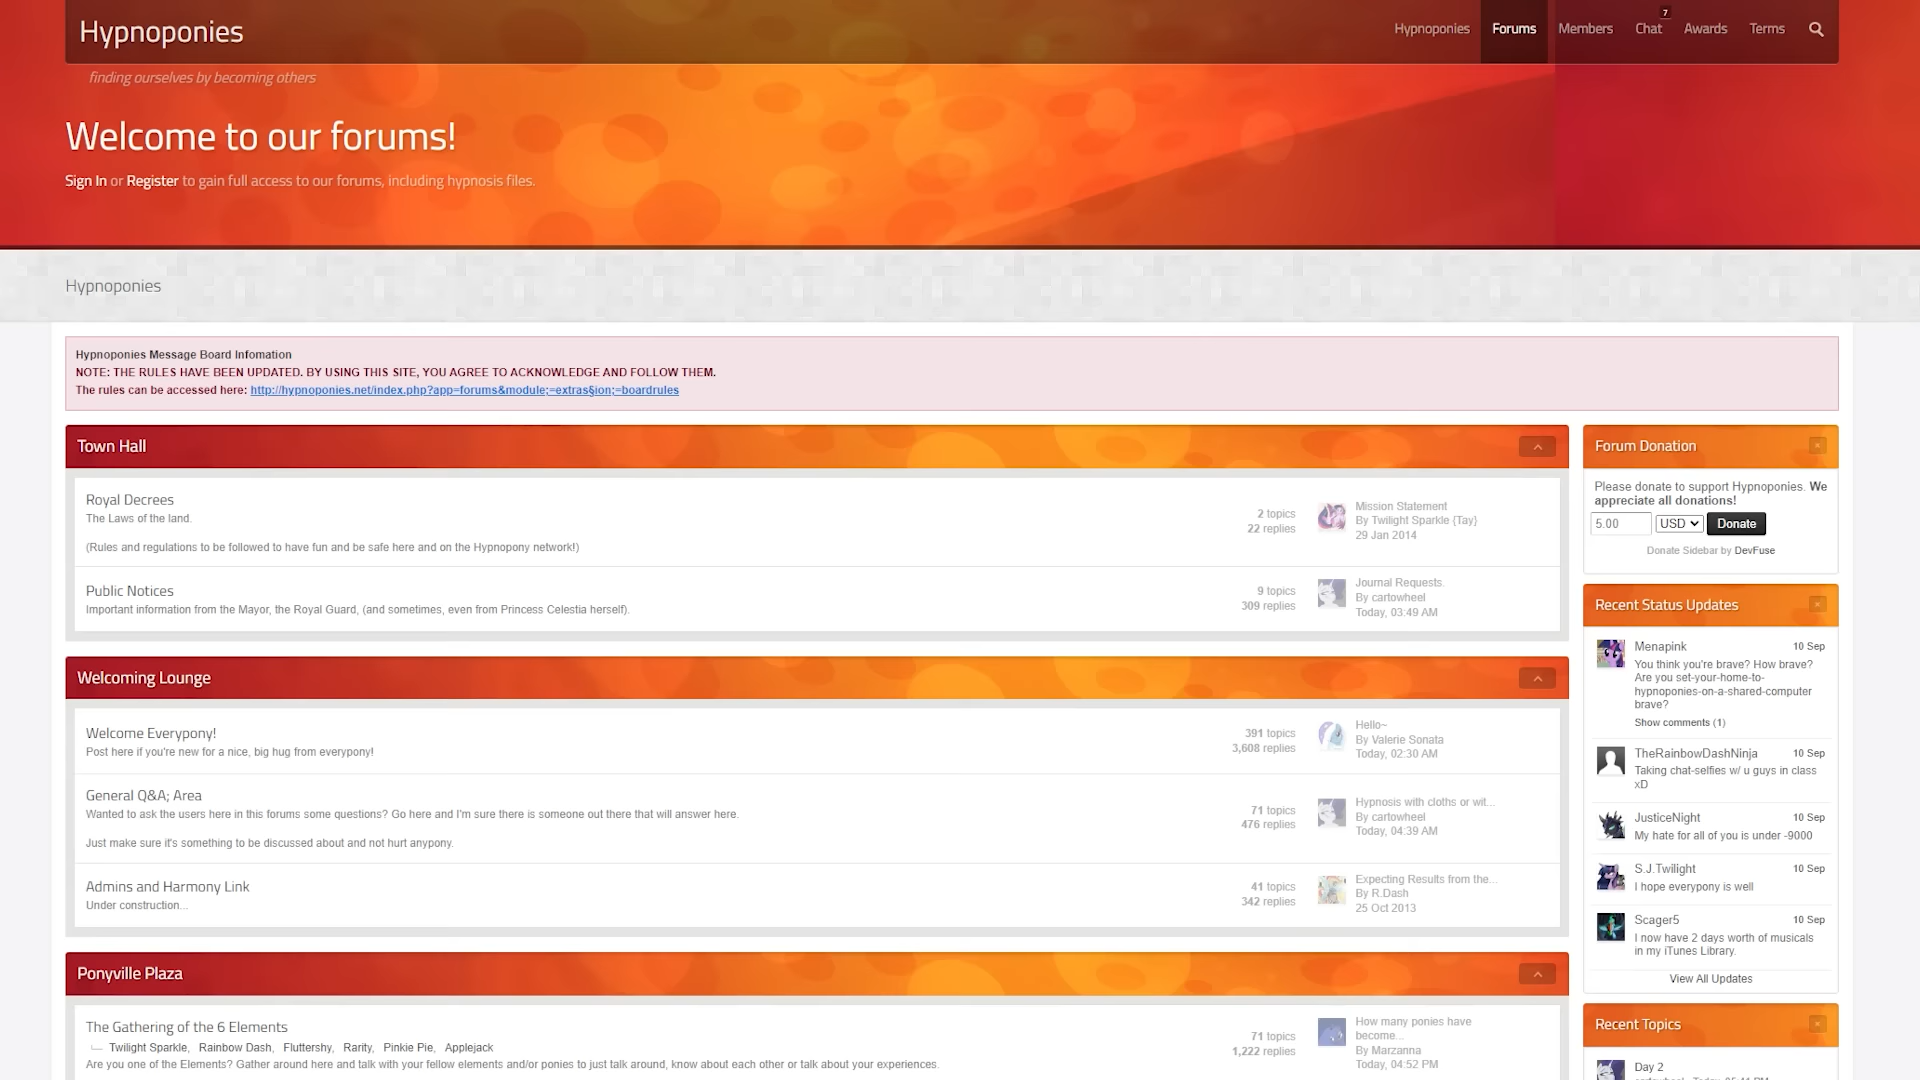 Hypnoponies
Hypnoponies Forums Members Chat 7 Awards Terms
finding ourselves by becoming others
Welcome to our forums!
Sign In or Register to gain full access to our forums, including hypnosis files.
Hypnoponies
Hypnoponies Message Board Infomation
NOTE: THE RULES HAVE BEEN UPDATED. BY USING THIS SITE, YOU AGREE TO ACKNOWLEDGE AND FOLLOW THEM.
The rules can be accessed here: http://hypnoponies.net/index.php?app=forums&module;=extras§ion;=boardrules
Town Hall
Royal Decrees
The Laws of the land.
(Rules and regulations to be followed to have fun and be safe here and on the Hypnopony network!)
2 topics
22 replies
Mission Statement
By Twilight Sparkle {Tay}
29 Jan 2014
Public Notices
Important information from the Mayor, the Royal Guard, (and sometimes, even from Princess Celestia herself).
9 topics
309 replies
Journal Requests.
By cartowheel
Today, 03:49 AM
Welcoming Lounge
Welcome Everypony!
Post here if you're new for a nice, big hug from everypony!
391 topics
3,608 replies
Hello~
By Valerie Sonata
Today, 02:30 AM
General Q&A; Area
Wanted to ask the users here in this forums some questions? Go here and I'm sure there is someone out there that will answer here.
Just make sure it's something to be discussed about and not hurt anypony.
71 topics
476 replies
Hypnosis with cloths or wit...
By cartowheel
Today, 04:39 AM
Admins and Harmony Link
Under construction...
41 topics
342 replies
Expecting Results from the...
By R.Dash
25 Oct 2013
Ponyville Plaza
The Gathering of the 6 Elements
Twilight Sparkle, Rainbow Dash, Fluttershy, Rarity, Pinkie Pie, Applejack
Are you one of the Elements? Gather around here and talk with your fellow elements and/or ponies to just talk around, know about each other or talk about your experiences.
71 topics
1,222 replies
How many ponies have
become...
By Marzanna
Today, 04:52 PM
Forum Donation
Please donate to support Hypnoponies. We
appreciate all donations!
5.00 USD Donate
Donate Sidebar by DevFuse
Recent Status Updates
Menapink 10 Sep
You think you're brave? How brave?
Are you set-your-home-to-
hypnoponies-on-a-shared-computer
brave?
Show comments (1)
TheRainbowDashNinja 10 Sep
Taking chat-selfies w/ u guys in class
xD
JusticeNight 10 Sep
My hate for all of you is under -9000
S.J.Twilight 10 Sep
I hope everypony is well
Scager5 10 Sep
I now have 2 days worth of musicals
in my iTunes Library.
View All Updates
Recent Topics
Day 2